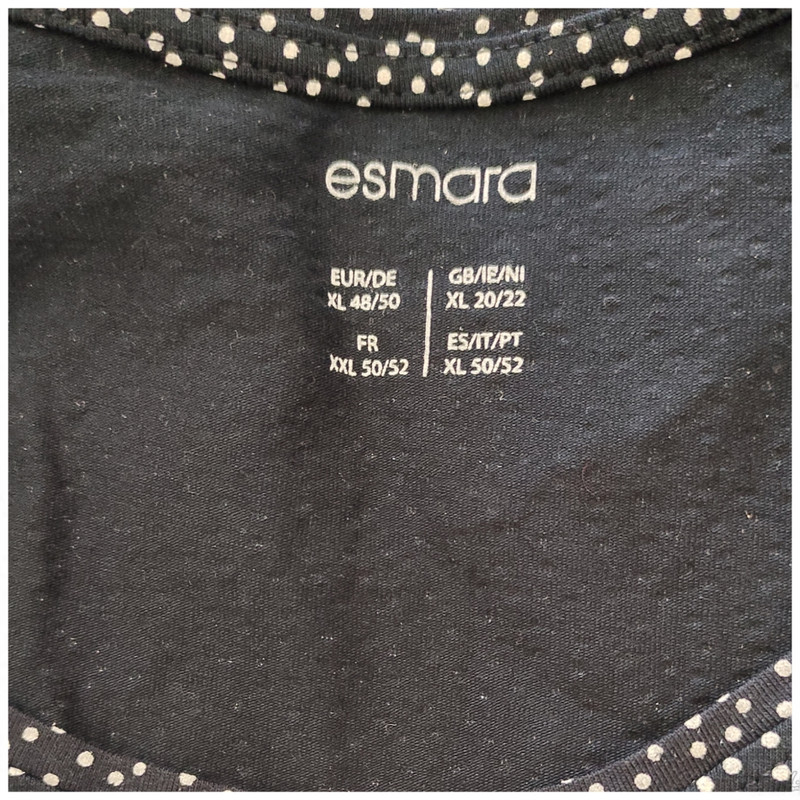 esmara
EUR/DE
XL 48/50
GB/IE/NI
XL 20/22
FR
XXL 50/52
ES/IT/PT
XL 50/52